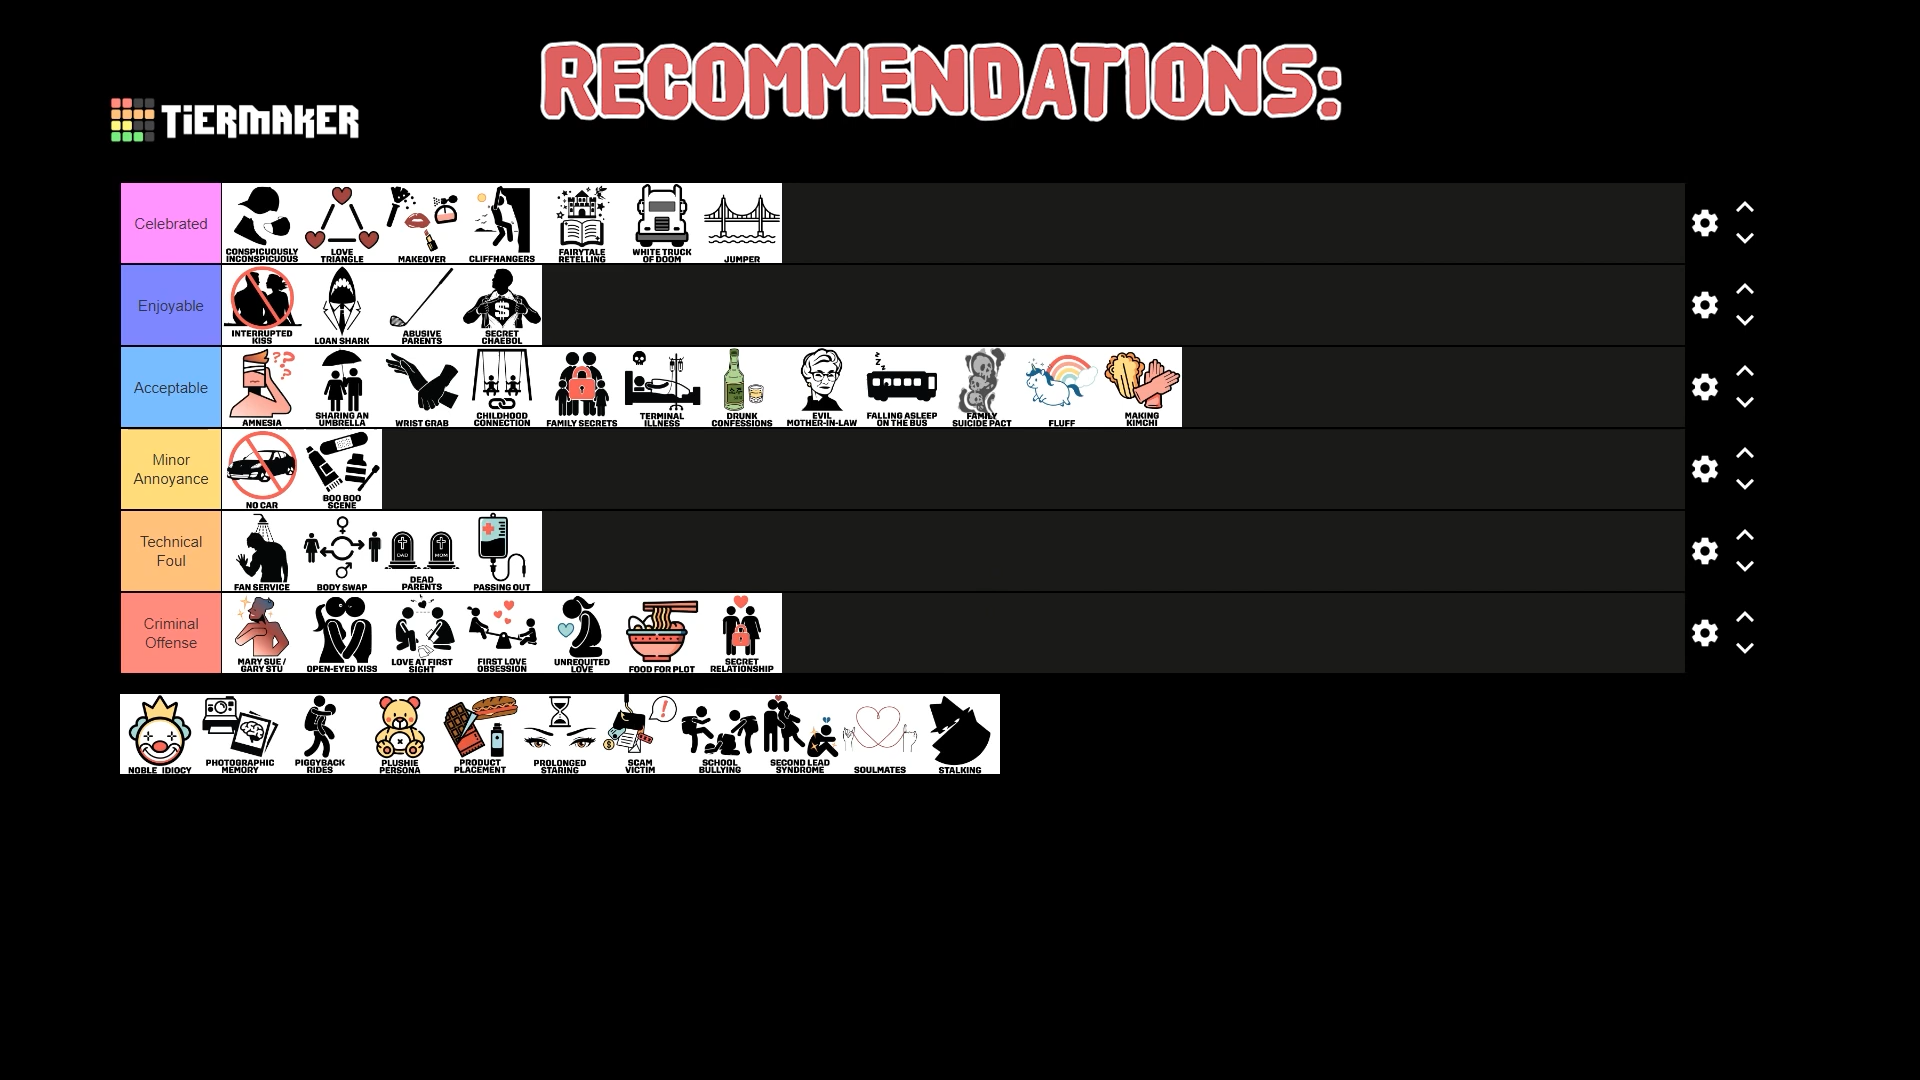 RECOMMENDATIONS:
TIERMAKER
Celebrated
CONSPICUOUSLY
INCONSPICUOUS
LOVE
TRIANGLE
MAKEOVER
CLIFFHANGERS
FAIRYTALE
RETELLING
WHITE TRUCK
OF DOOM
JUMPER
Enjoyable
INTERRUPTED
KISS
LOAN SHARK
ABUSIVE
PARENTS
$
SECRET
CHAEBOL
Acceptable
???
AMNESIA
SHARING AN
UMBRELLA
WRIST GRAB
CHILDHOOD
CONNECTION
FAMILY SECRETS
TERMINAL
ILLNESS
DRUNK
CONFESSIONS
EVIL
MOTHER-IN-LAW
FALLING ASLEEP
ON THE BUS
FAMILY
SUICIDE PACT
FLUFF
MAKING
KIMCHI
Minor
Annoyance
NO CAR
BOO BOO
SCENE
Technical
Foul
FAN SERVICE
BODY SWAP
DAD
MOM
DEAD
PARENTS
PASSING OUT
Criminal
Offense
MARY SUE /
GARY STU
OPEN-EYED KISS
LOVE AT FIRST
SIGHT
FIRST LOVE
OBSESSION
UNREQUITED
LOVE
FOOD FOR PLOT
SECRET
RELATIONSHIP
NOBLE IDIOCY
PHOTOGRAPHIC
MEMORY
PIGGYBACK
RIDES
PLUSHIE
PERSONA
PRODUCT
PLACEMENT
PROLONGED
STARING
SCAM
VICTIM
SCHOOL
BULLYING
SECOND LEAD
SYNDROME
SOULMATES
STALKING